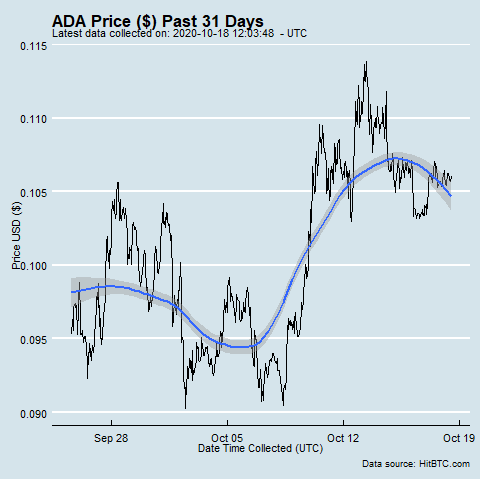 ADA Price ($) Past 31 Days
Latest data collected on: 2020-10-18 12:03:48 - UTC
0.115
0.110
0.105
0.100
0.095
0.090
Price USD ($)
Sep 28 Oct 05 Oct 12 Oct 19
Date Time Collected (UTC)
Data source: HitBTC.com